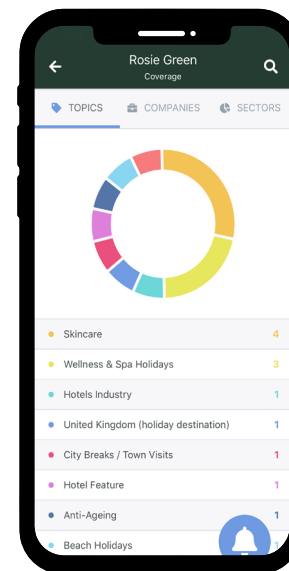 Rosie Green
Coverage
TOPICS COMPANIES SECTORS
Skincare 4
Wellness & Spa Holidays 3
Hotels Industry 1
United Kingdom (holiday destination) 1
City Breaks / Town Visits 1
Hotel Feature 1
Anti-Ageing 1
Beach Holidays 1